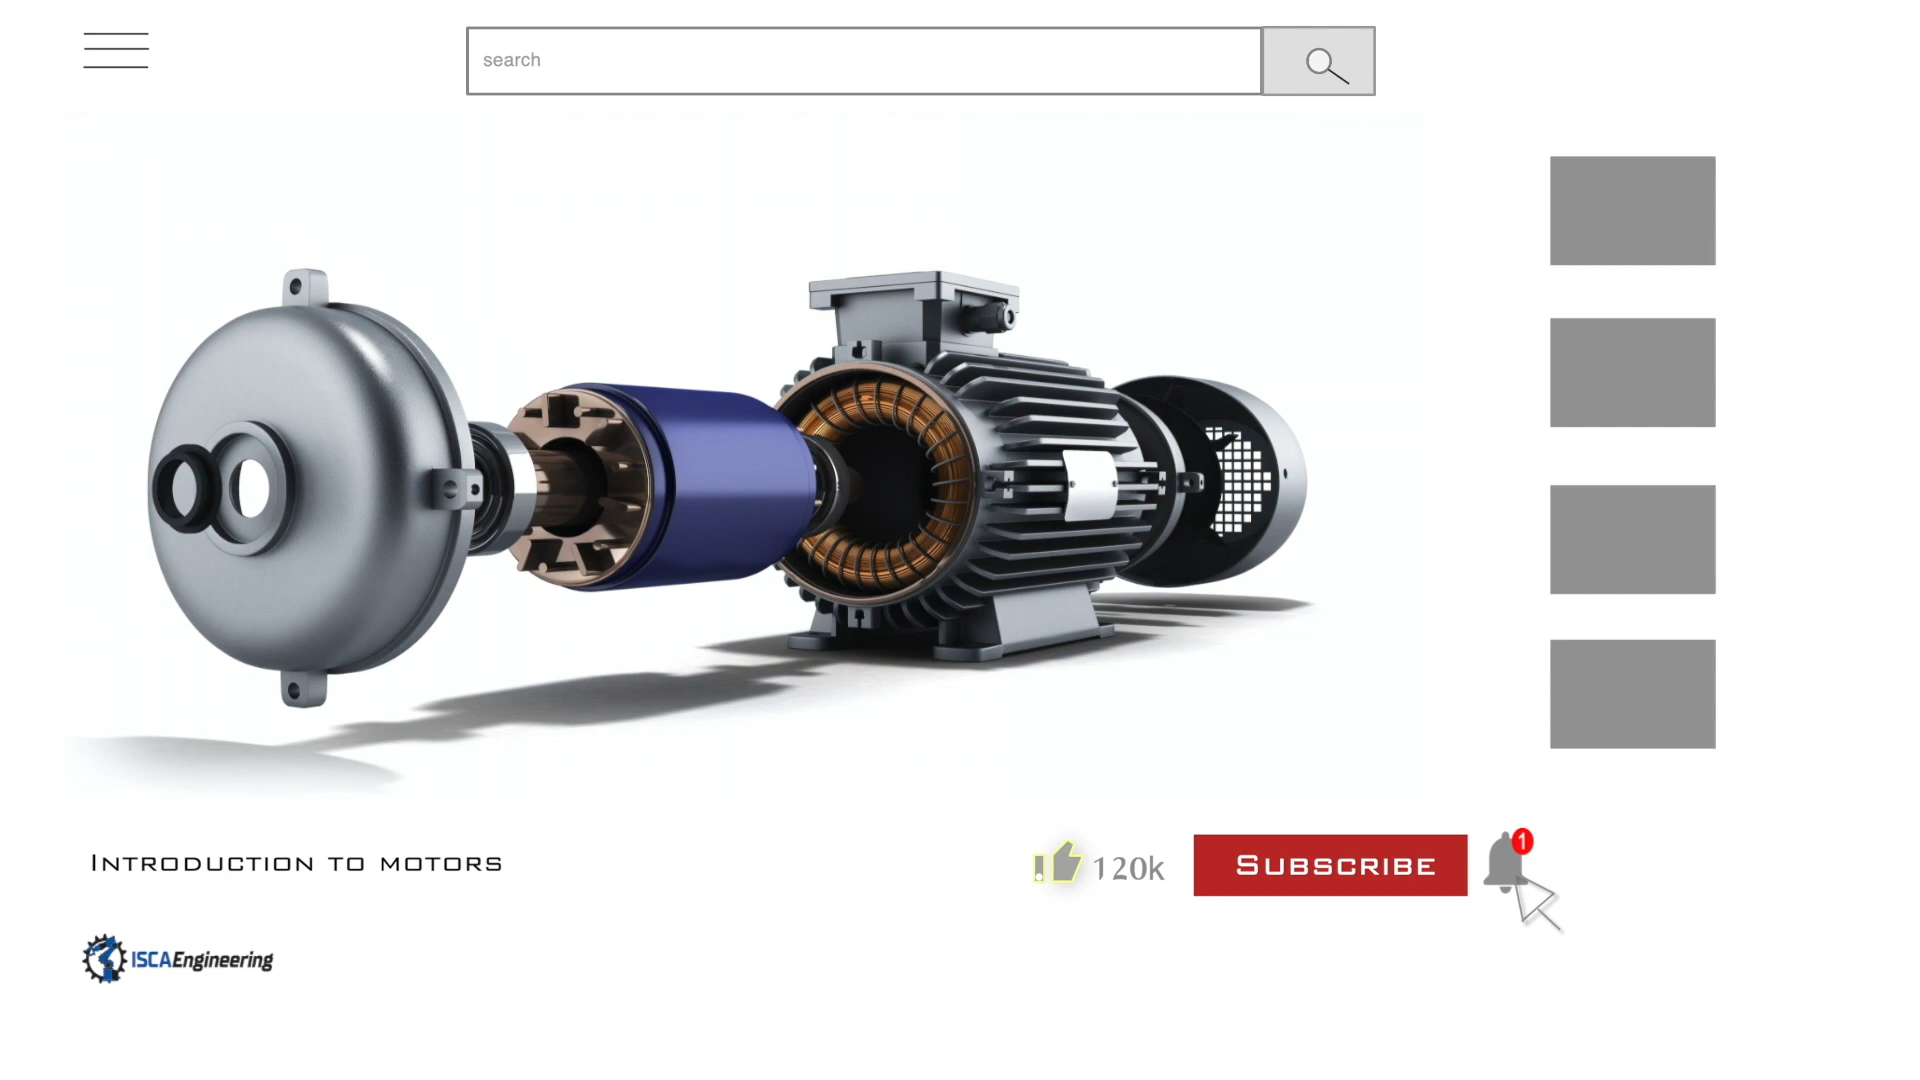 search
Introduction to motors
120k
Subscribe
1
ISCAEngineering